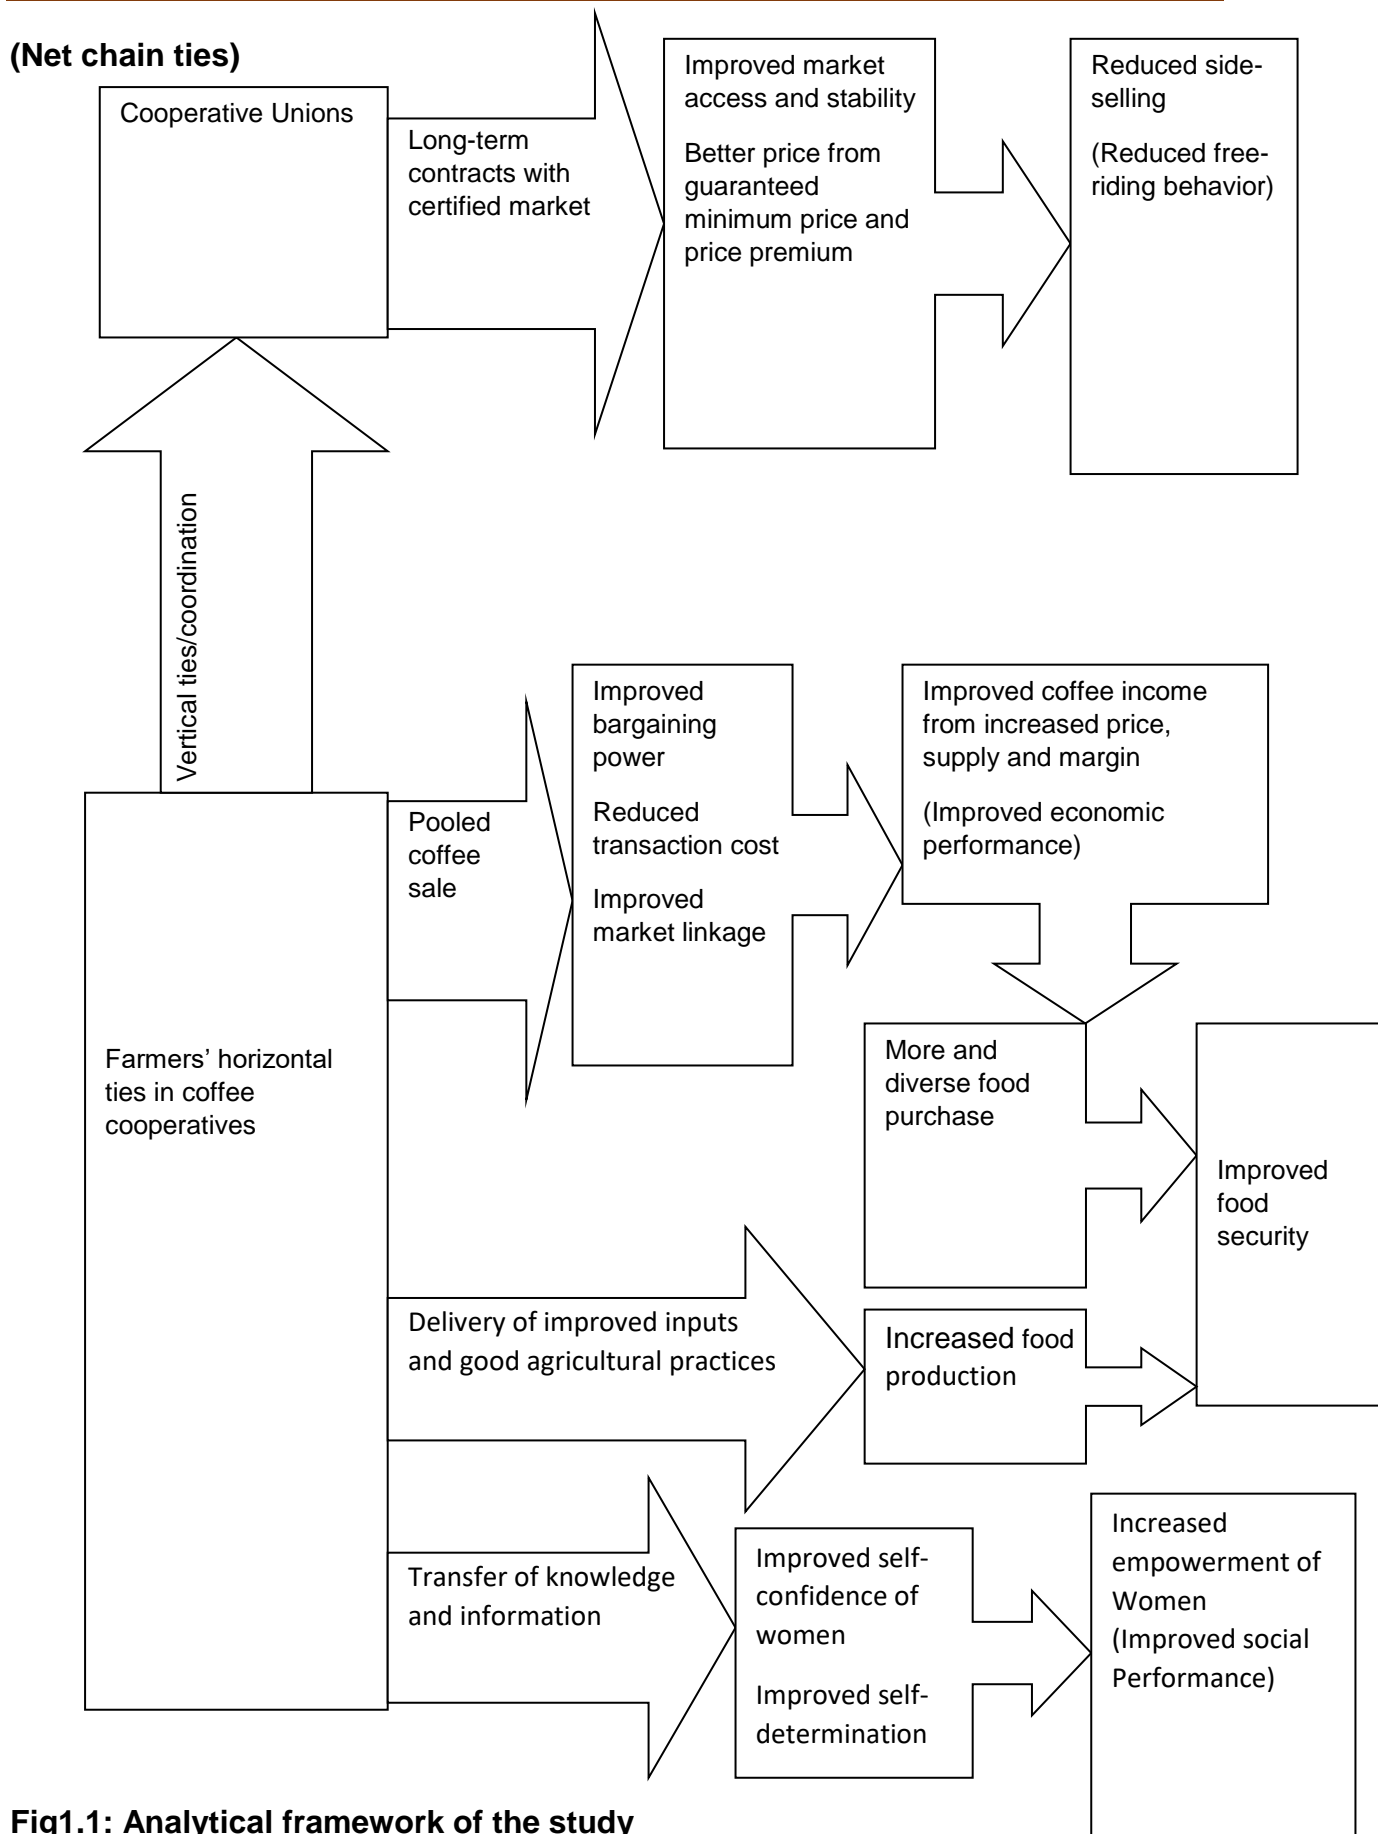 (Net chain ties)
Cooperative Unions
Long-term
contracts with
certified market
Improved market
access and stability
Better price from
guaranteed
minimum price and
price premium
Reduced side-
selling
(Reduced free-
riding behavior)
Vertical ties/coordination
Farmers’ horizontal
ties in coffee
cooperatives
Pooled
coffee
sale
Improved
bargaining
power
Reduced
transaction cost
Improved
market linkage
Improved coffee income
from increased price,
supply and margin
(Improved economic
performance)
More and
diverse food
purchase
Improved
food
security
Delivery of improved inputs
and good agricultural practices
Increased food
production
Transfer of knowledge
and information
Improved self-
confidence of
women
Improved self-
determination
Increased
empowerment of
Women
(Improved social
Performance)
Fig1.1: Analytical framework of the study